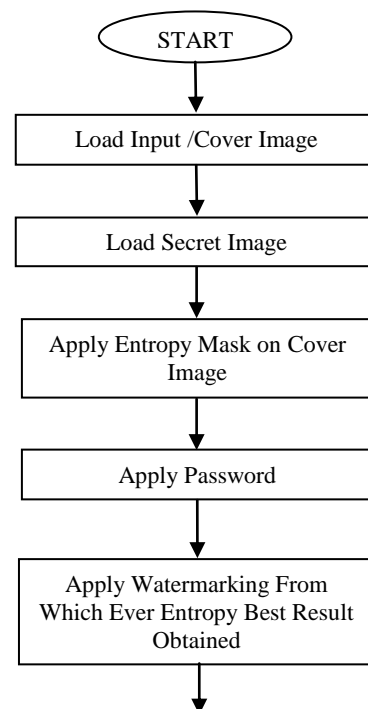 START
Load Input /Cover Image
Load Secret Image
Apply Entropy Mask on Cover
Image
Apply Password
Apply Watermarking From
Which Ever Entropy Best Result
Obtained